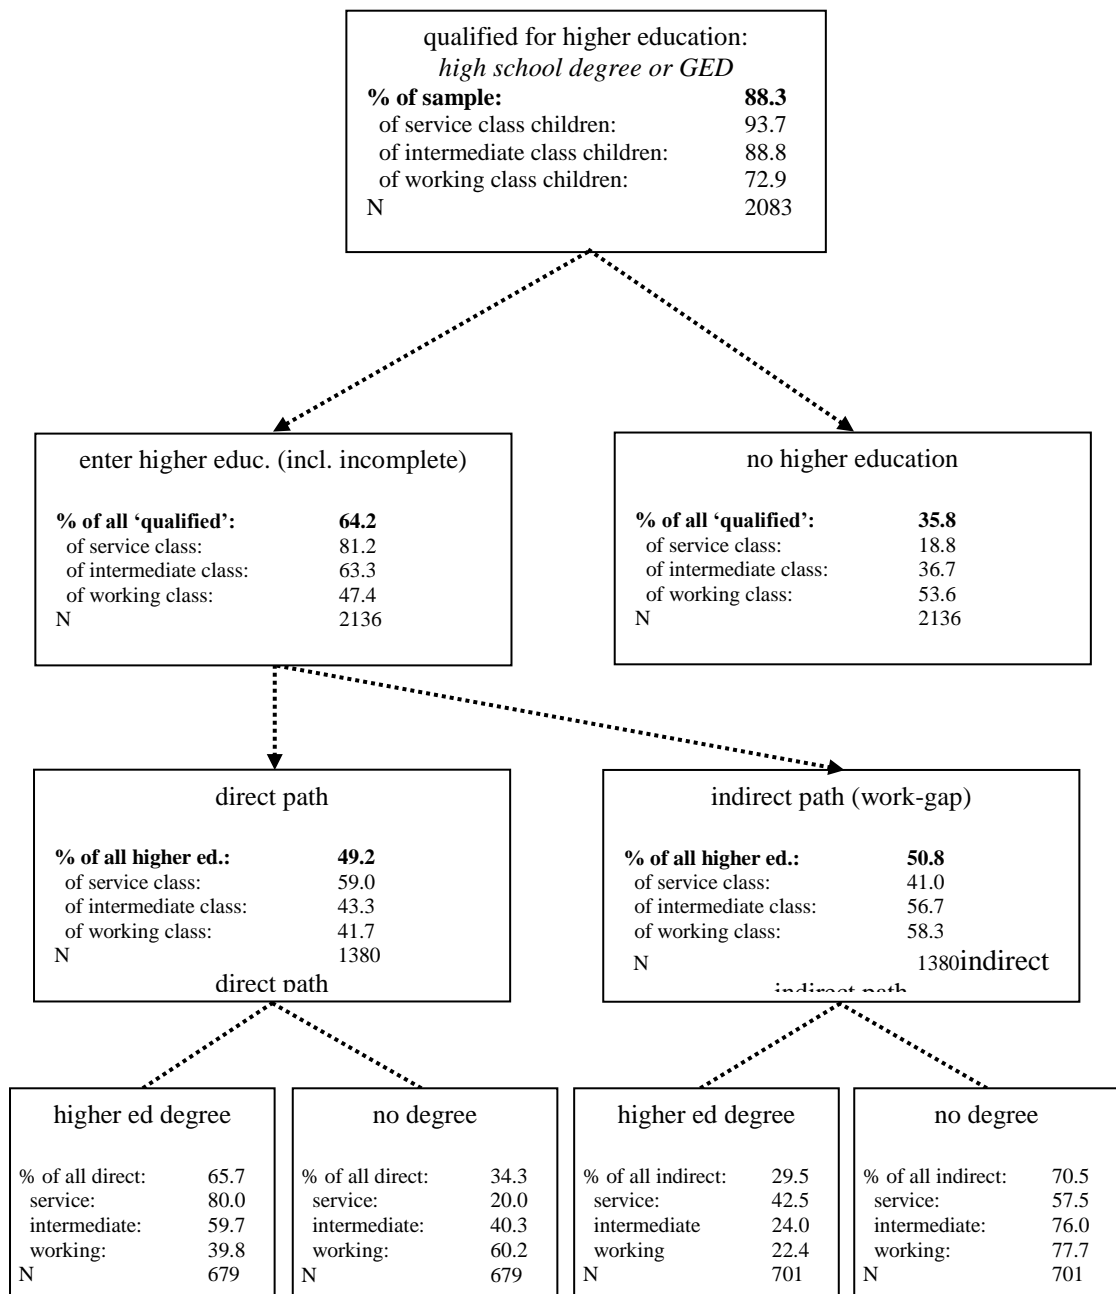 qualified for higher education:
high school degree or GED
% of sample: 88.3
of service class children: 93.7
of intermediate class children: 88.8
of working class children: 72.9
N 2083
enter higher educ. (incl. incomplete)
% of all ‘qualified’: 64.2
of service class: 81.2
of intermediate class: 63.3
of working class: 47.4
N 2136
no higher education
% of all ‘qualified’: 35.8
of service class: 18.8
of intermediate class: 36.7
of working class: 53.6
N 2136
direct path
% of all higher ed.: 49.2
of service class: 59.0
of intermediate class: 43.3
of working class: 41.7
N 1380
direct path
indirect path (work-gap)
% of all higher ed.: 50.8
of service class: 41.0
of intermediate class: 56.7
of working class: 58.3
N 1380indirect
indirect path
higher ed degree
% of all direct: 65.7
service: 80.0
intermediate: 59.7
working: 39.8
N 679
no degree
% of all direct: 34.3
service: 20.0
intermediate: 40.3
working: 60.2
N 679
higher ed degree
% of all indirect: 29.5
service: 42.5
intermediate 24.0
working 22.4
N 701
no degree
% of all indirect: 70.5
service: 57.5
intermediate: 76.0
working: 77.7
N 701